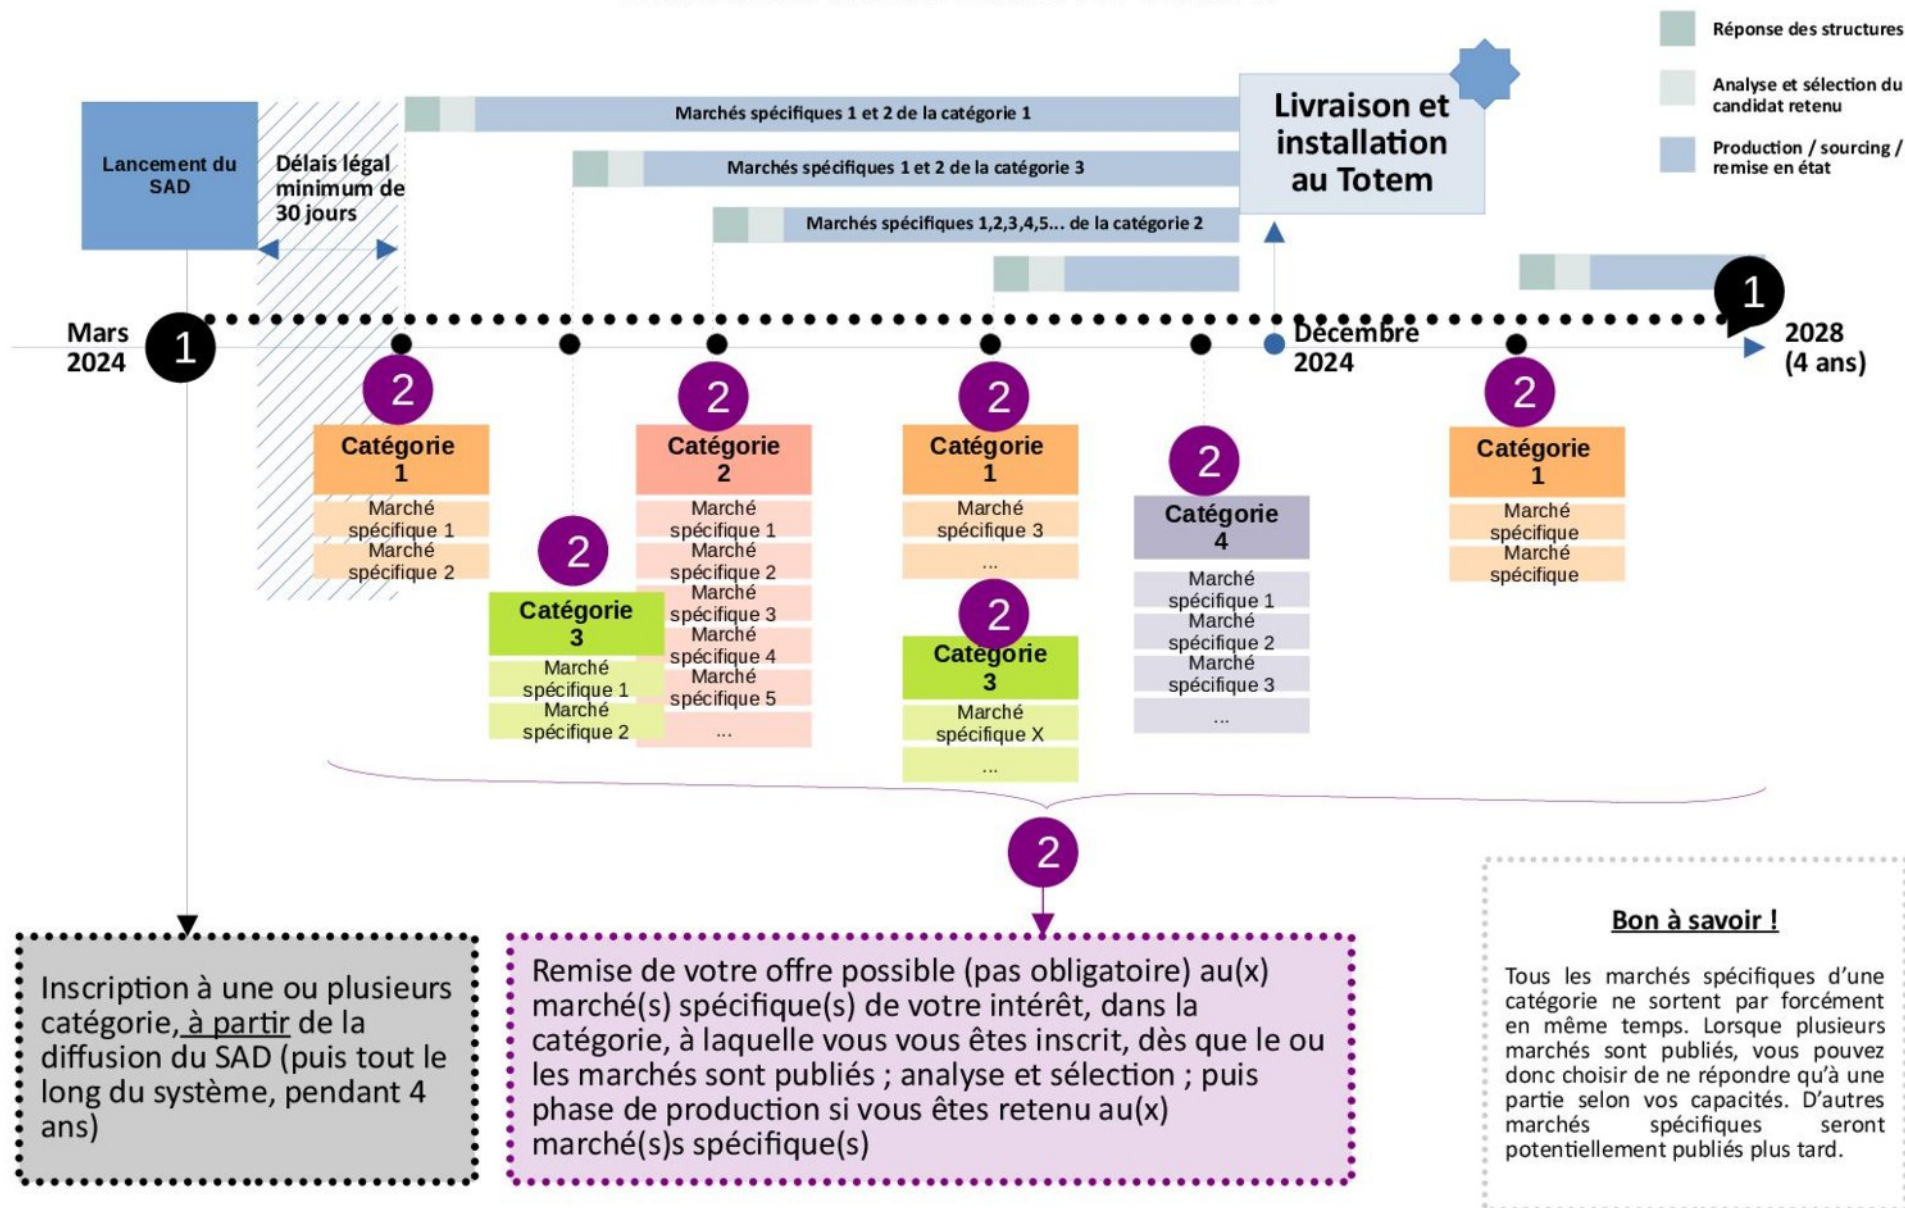 Réponse des structures
Analyse et sélection du
candidat retenu
Production / sourcing /
remise en état
Lancement du
SAD
Délais légal
minimum de
30 jours
Marchés spécifiques 1 et 2 de la catégorie 1
Marchés spécifiques 1 et 2 de la catégorie 3
Marchés spécifiques 1,2,3,4,5... de la catégorie 2
Livraison et
installation
au Totem
Mars
2024
1
Décembre
2024
1
2028
(4 ans)
2
Catégorie
1
Marché
spécifique 1
Marché
spécifique 2
2
Catégorie
3
Marché
spécifique 1
Marché
spécifique 2
2
Catégorie
2
Marché
spécifique 1
Marché
spécifique 2
Marché
spécifique 3
Marché
spécifique 4
Marché
spécifique 5
...
2
Catégorie
1
Marché
spécifique 3
...
2
Catégorie
3
Marché
spécifique X
...
2
Catégorie
4
Marché
spécifique 1
Marché
spécifique 2
Marché
spécifique 3
...
2
Catégorie
1
Marché
spécifique
Marché
spécifique
2
Inscription à une ou plusieurs
catégorie, à partir de la
diffusion du SAD (puis tout le
long du système, pendant 4
ans)
Remise de votre offre possible (pas obligatoire) au(x)
marché(s) spécifique(s) de votre intérêt, dans la
catégorie, à laquelle vous vous êtes inscrit, dès que le ou
les marchés sont publiés ; analyse et sélection ; puis
phase de production si vous êtes retenu au(x)
marché(s)s spécifique(s)
Bon à savoir !
Tous les marchés spécifiques d’une
catégorie ne sortent par forcément
en même temps. Lorsque plusieurs
marchés sont publiés, vous pouvez
donc choisir de ne répondre qu’à une
partie selon vos capacités. D’autres
marchés spécifiques seront
potentiellement publiés plus tard.